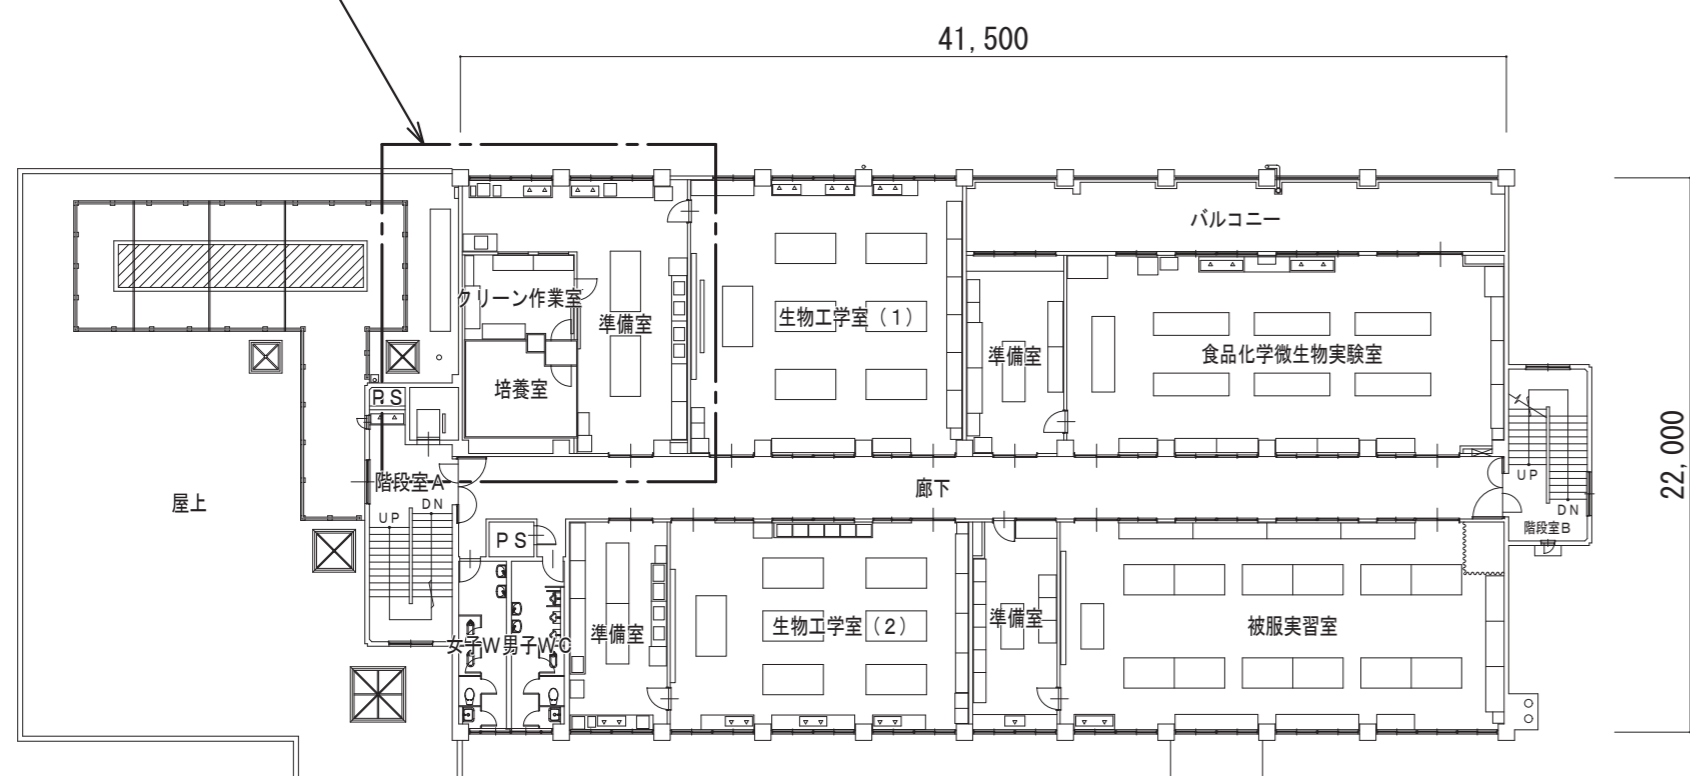 41,500
バルコニー
クリーン作業室
準備室
生物工学室(1)
準備室
食品化学微生物実験室
培養室
PS
22,000
階段室A
屋上
廊下
UP
DN
UP
DN
階段室B
PS
女子W
男子WC
準備室
生物工学室(2)
準備室
被服実習室